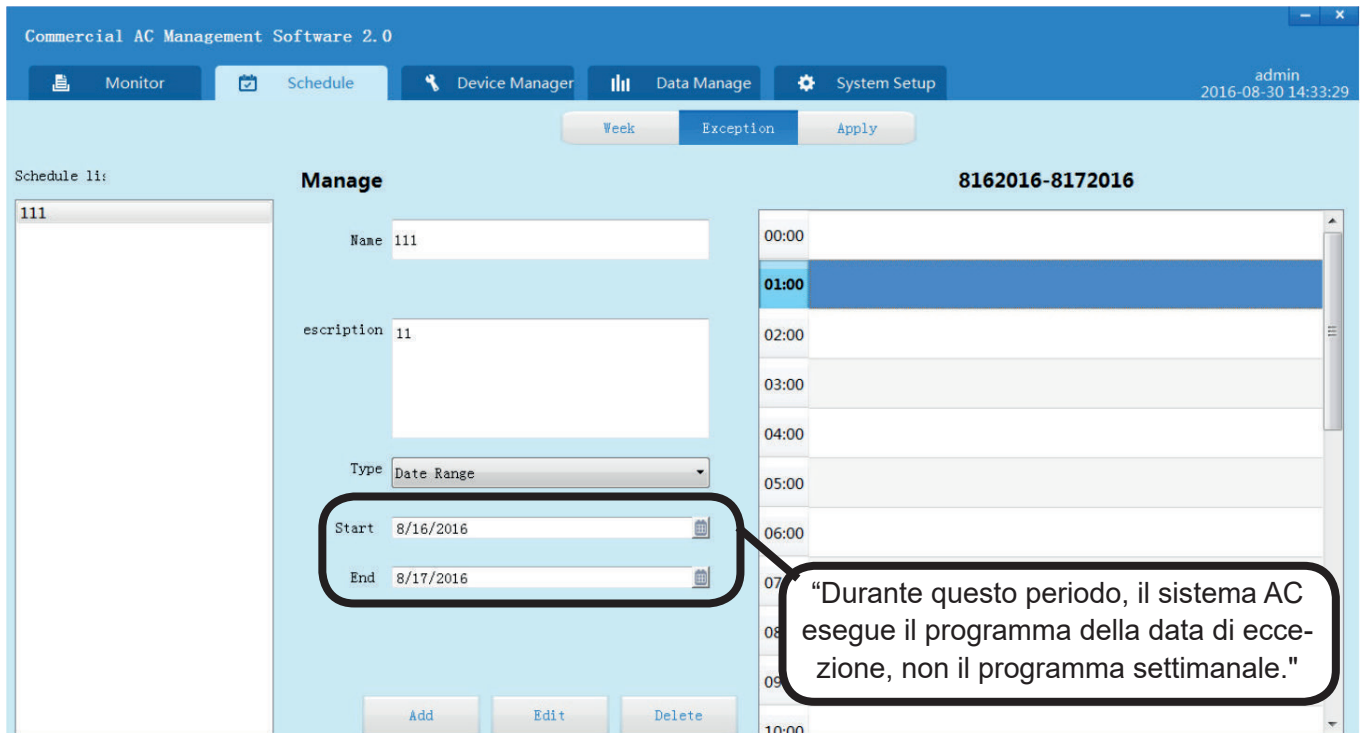 Commercial AC Management Software 2.0
Monitor
Schedule
Device Manager
Data Manage
System Setup
admin
2016-08-30 14:33:29
Week
Exception
Apply
Schedule lis
111
Manage
Name
111
escription
11
Type
Date Range
Start
8/16/2016
End
8/17/2016
Add
Edit
Delete
8162016-8172016
00:00
01:00
02:00
03:00
04:00
05:00
06:00
07
08
09
10:00
“Durante questo periodo, il sistema AC
esegue il programma della data di ecce-
zione, non il programma settimanale."